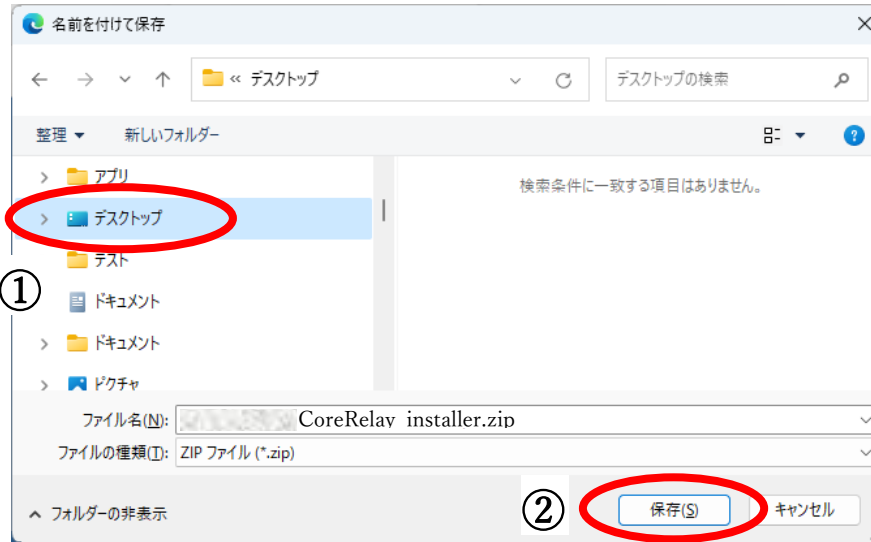 名前を付けて保存
« デスクトップ
デスクトップの検索
整理 新しいフォルダー
アプリ
検索条件に一致する項目はありません。
デスクトップ
テスト
①
ドキュメント
ドキュメント
ピクチャ
ファイル名(N): CoreRelay_installer.zip
ファイルの種類(T): ZIP ファイル (*.zip)
フォルダーの非表示
② 保存(S) キャンセル